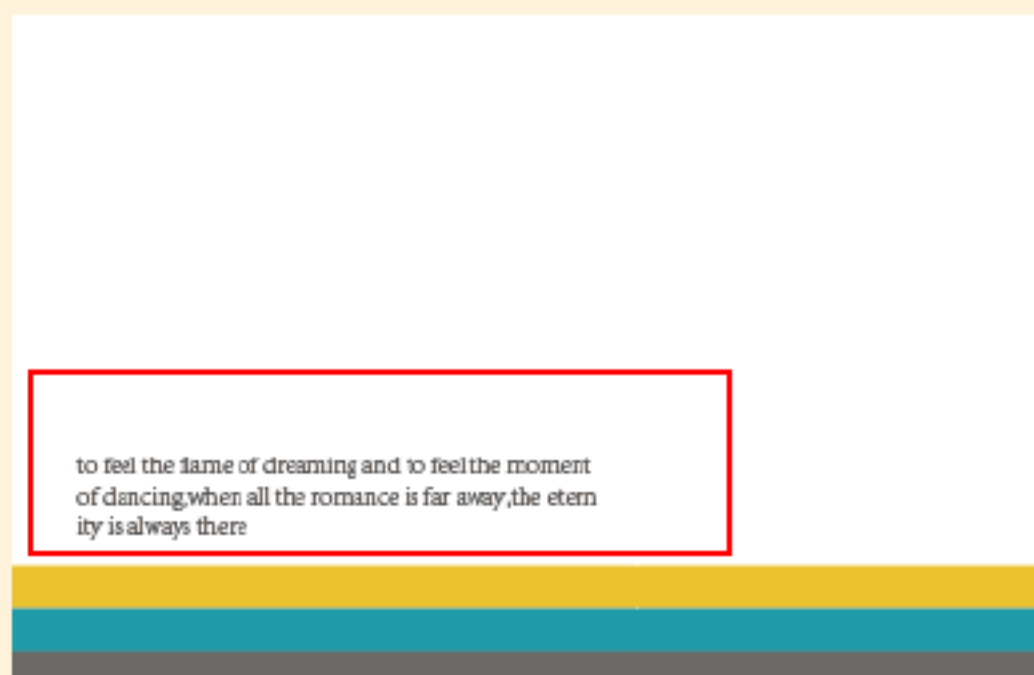 to feel the flame of dreaming and to feel the moment
of dancing,when all the romance is far away,the etern
ity is always there